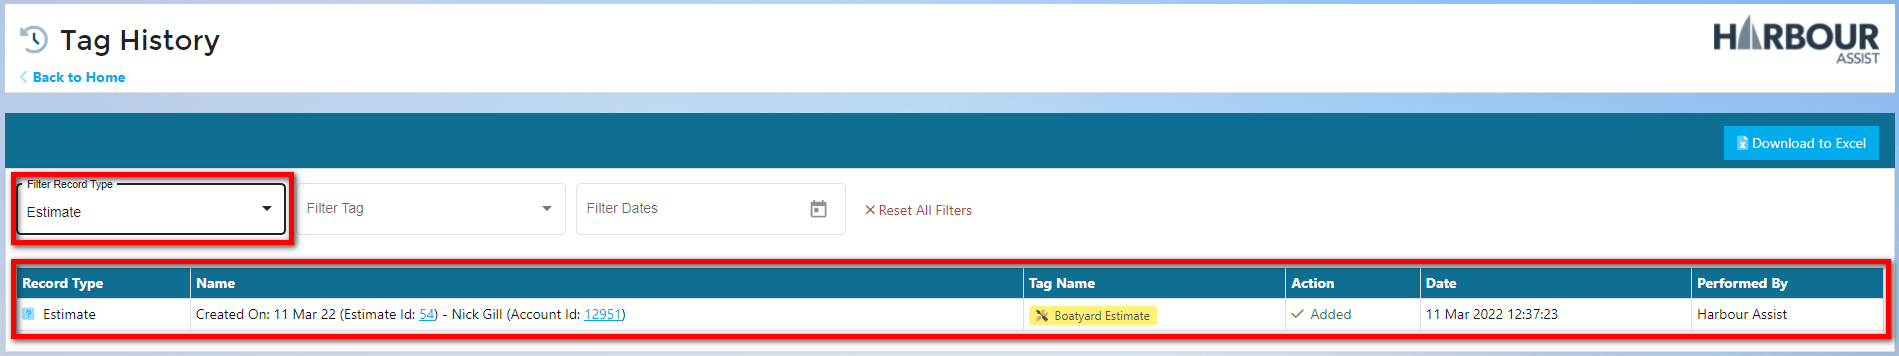 Tag History
HARBOUR
ASSIST
Back to Home
Download to Excel
Filter Record Type
Estimate
Filter Tag
Filter Dates
Reset All Filters
Record Type Name Tag Name Action Date Performed By
Estimate Created On: 11 Mar 22 (Estimate Id: 54) - Nick Gill (Account Id: 12951) Boatyard Estimate Added 11 Mar 2022 12:37:23 Harbour Assist